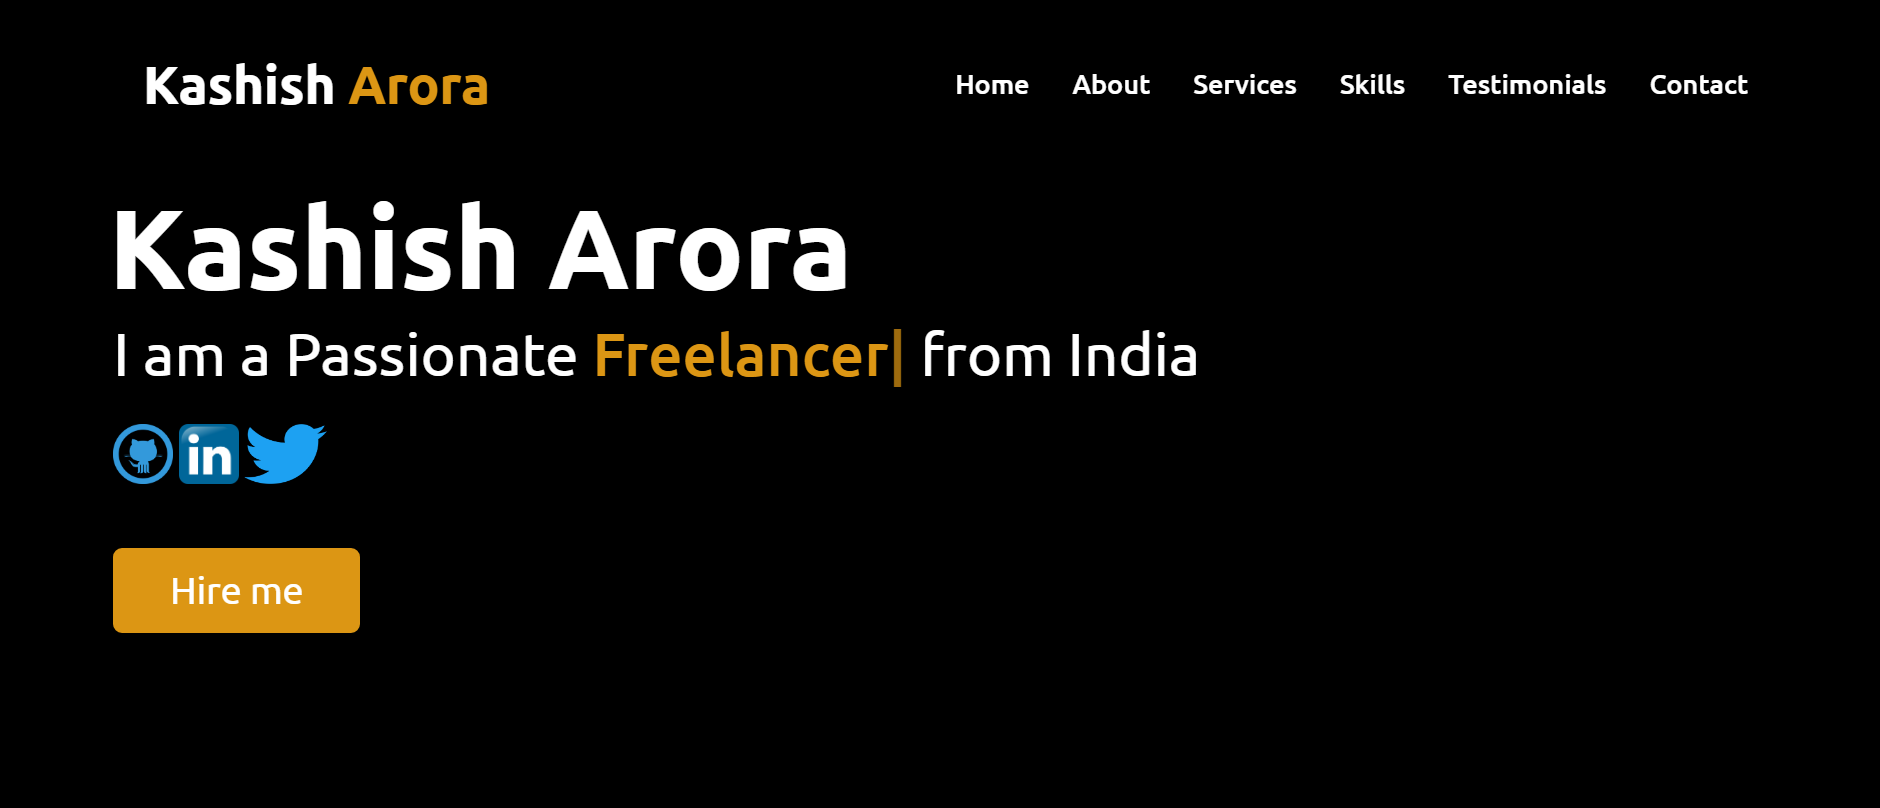 Kashish Arora
Home About Services Skills Testimonials Contact
Kashish Arora
I am a Passionate Freelancer| from India
in
Hire me